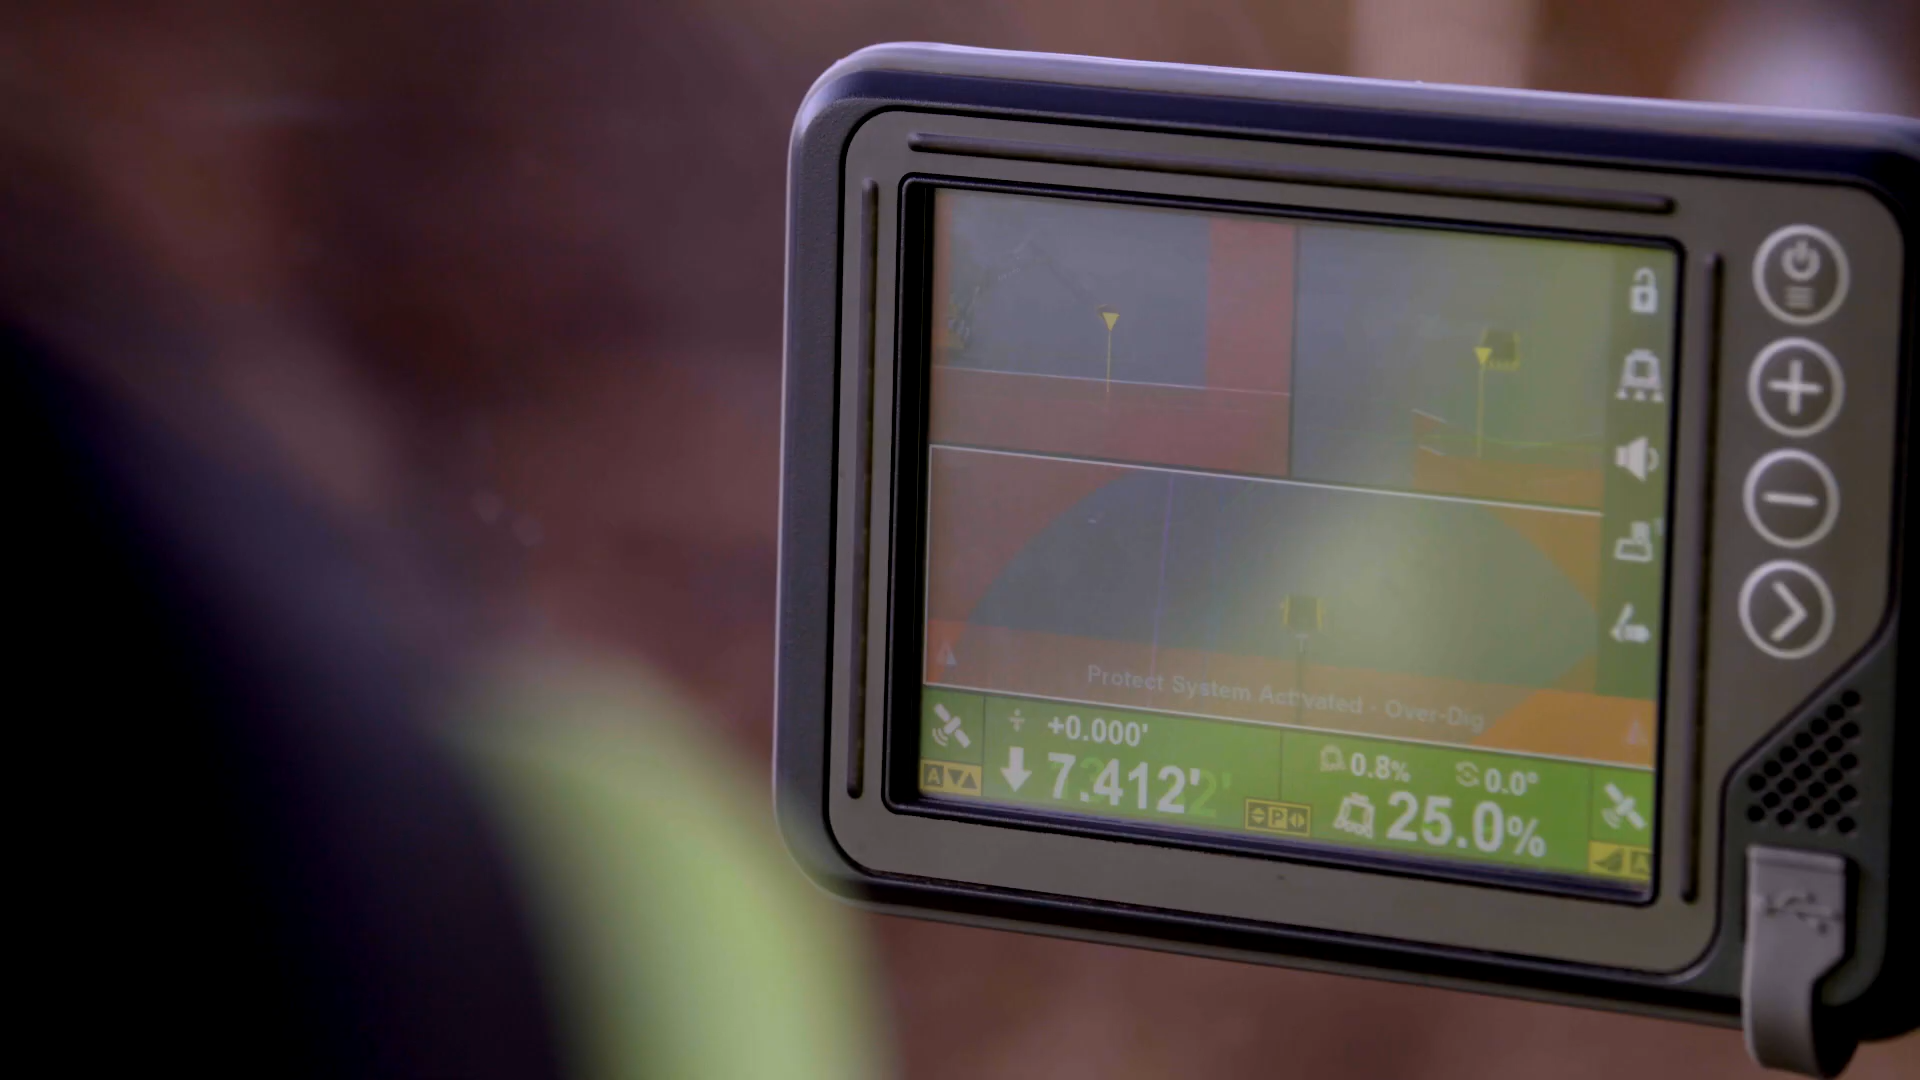 Protect System Activated - Over-Dig
+0.000'
7.412'
0.8%
0.0°
25.0%
A
P
A